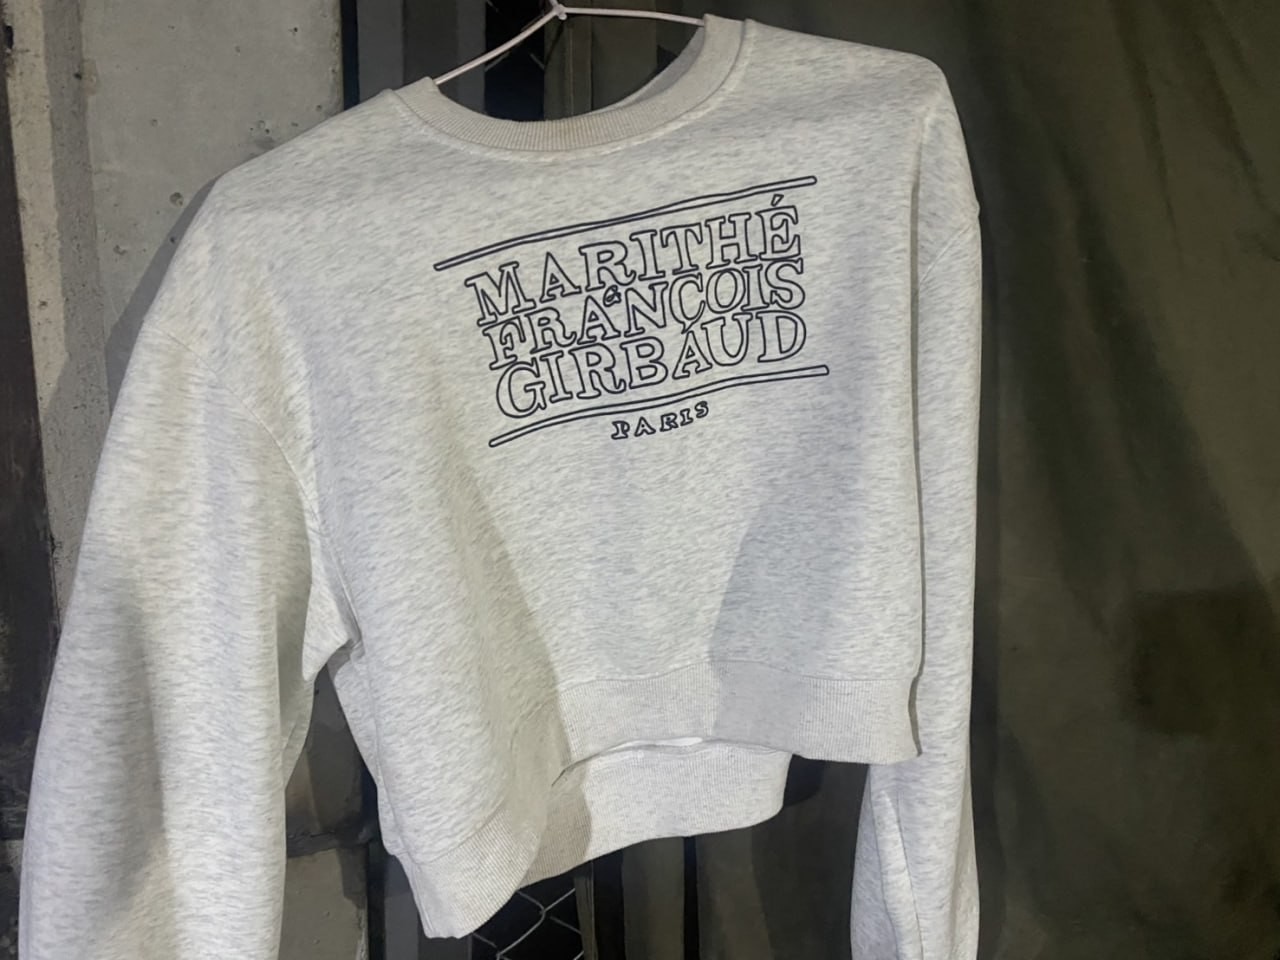 MARITHÉ
&
FRANÇOIS
GIRBAUD
PARIS